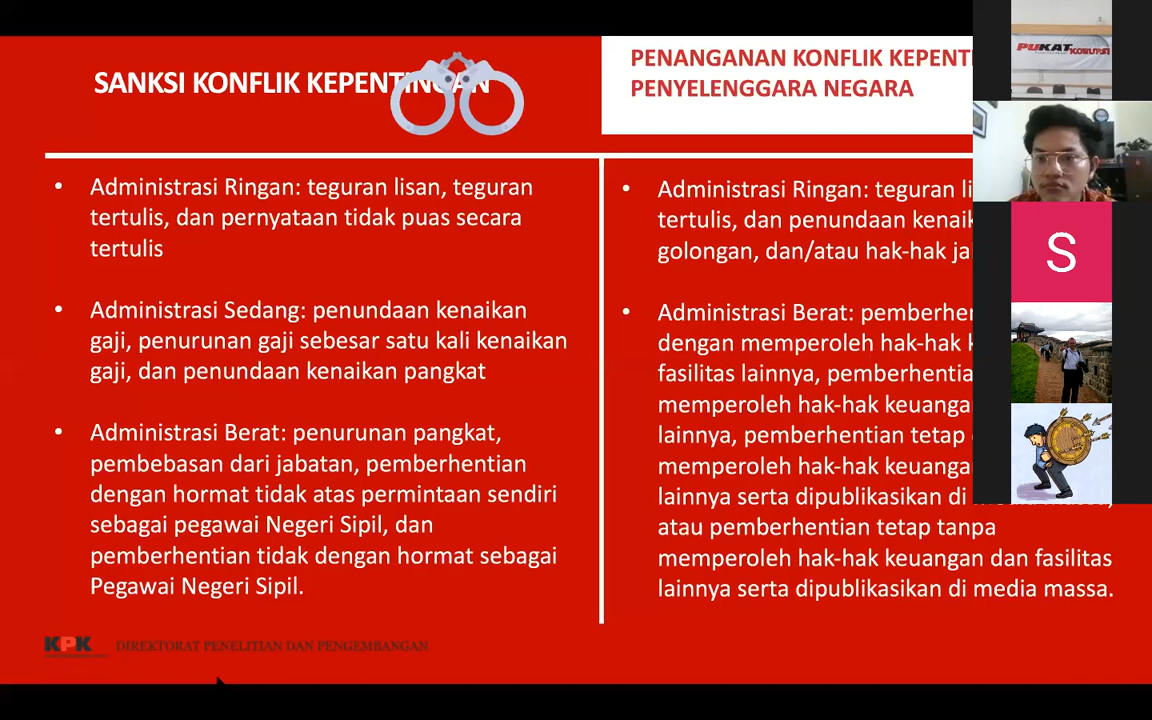 SANKSI KONFLIK KEPENTINGAN
Administrasi Ringan: teguran lisan, teguran
tertulis, dan pernyataan tidak puas secara
tertulis
Administrasi Sedang: penundaan kenaikan
gaji, penurunan gaji sebesar satu kali kenaikan
gaji, dan penundaan kenaikan pangkat
Administrasi Berat: penurunan pangkat,
pembebasan dari jabatan, pemberhentian
dengan hormat tidak atas permintaan sendiri
sebagai pegawai Negeri Sipil, dan
pemberhentian tidak dengan hormat sebagai
Pegawai Negeri Sipil.
KPK DIREKTORAT PENELITIAN DAN PENGEMBANGAN
PENANGANAN KONFLIK
PENYELENGGARA NEGARA
Administrasi Ringan: teguran
tertulis, dan penundaan
golongan, dan/atau hak-hak
Administrasi Berat:
dengan memperoleh hak-hak
fasilitas lainnya,
memperoleh hak-hak
lainnya, pemberhentian tetap
memperoleh hak-hak
lainnya serta dipublikasikan di
atau pemberhentian tetap tanpa
memperoleh hak-hak keuangan dan fasilitas
lainnya serta dipublikasikan di media massa.
PUKAT KORUPSI
S